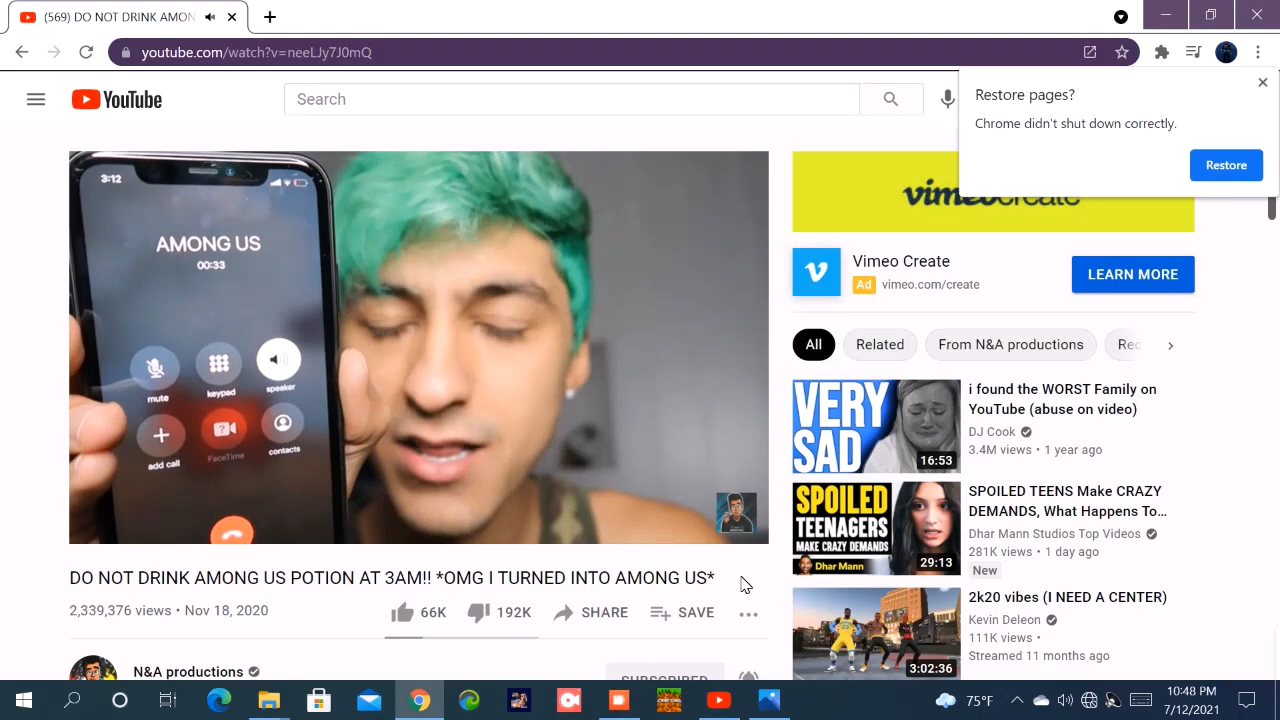 (569) DO NOT DRINK AMON
youtube.com/watch?v=neeLJy7J0mQ
YouTube
Search
Restore pages?
Chrome didn't shut down correctly.
Restore
3:12
AMONG US
00:33
mute
keypad
speaker
add call
FaceTime
contacts
vimeo create
Vimeo Create
Ad vimeo.com/create
LEARN MORE
All
Related
From N&A productions
Rec
VERY
SAD
16:53
i found the WORST Family on
YouTube (abuse on video)
DJ Cook
3.4M views • 1 year ago
SPOILED
TEENAGERS
MAKE CRAZY DEMANDS
Dhar Mann
29:13
SPOILED TEENS Make CRAZY
DEMANDS, What Happens To...
Dhar Mann Studios Top Videos
281K views • 1 day ago
New
3:02:36
2k20 vibes (I NEED A CENTER)
Kevin Deleon
111K views •
Streamed 11 months ago
DO NOT DRINK AMONG US POTION AT 3AM!! *OMG I TURNED INTO AMONG US*
2,339,376 views • Nov 18, 2020
66K
192K
SHARE
SAVE
N&A productions
SUBSCRIBED
75°F
10:48 PM
7/12/2021